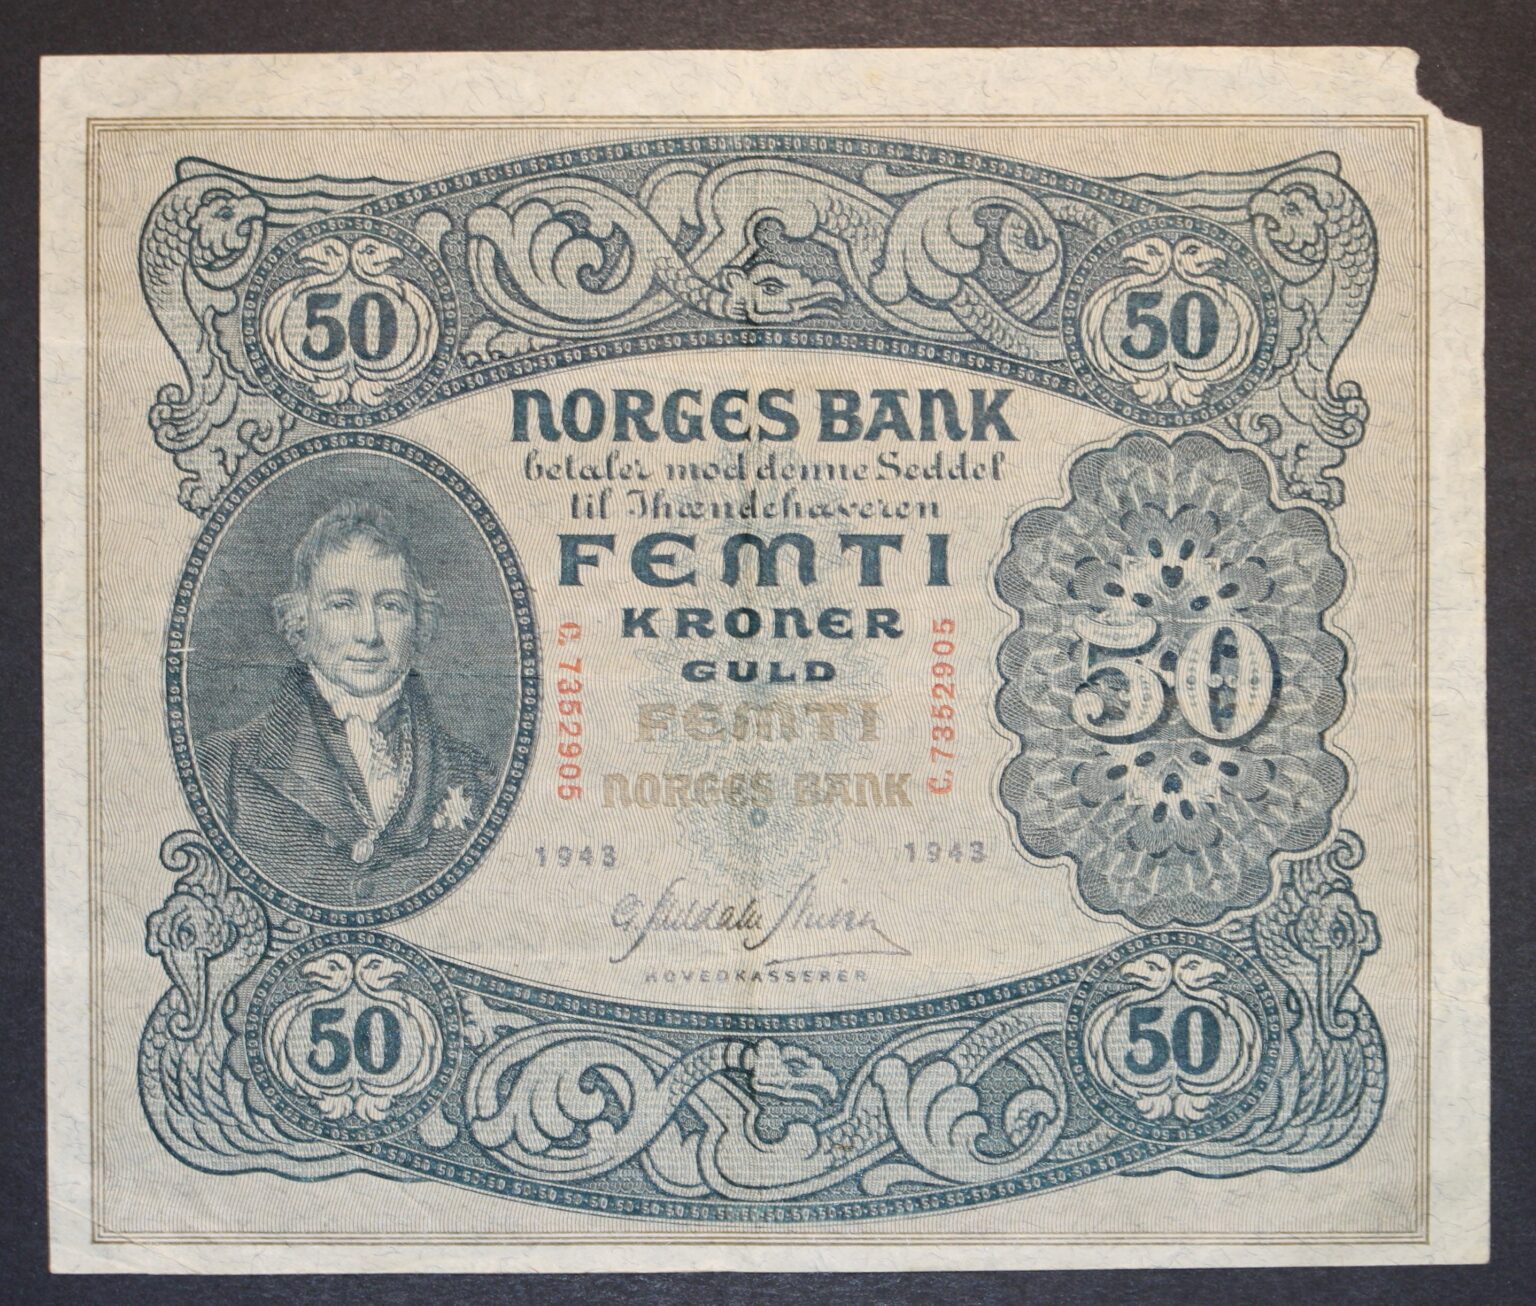 50 50
NORGES BANK
betaler mod denne Seddel
til Ihændehaveren
FEMTI
KRONER
GULD
C. 7352905
C. 7352905
50
FEMTI
NORGES BANK
1943 1943
HOVEDKASSERER
50 50